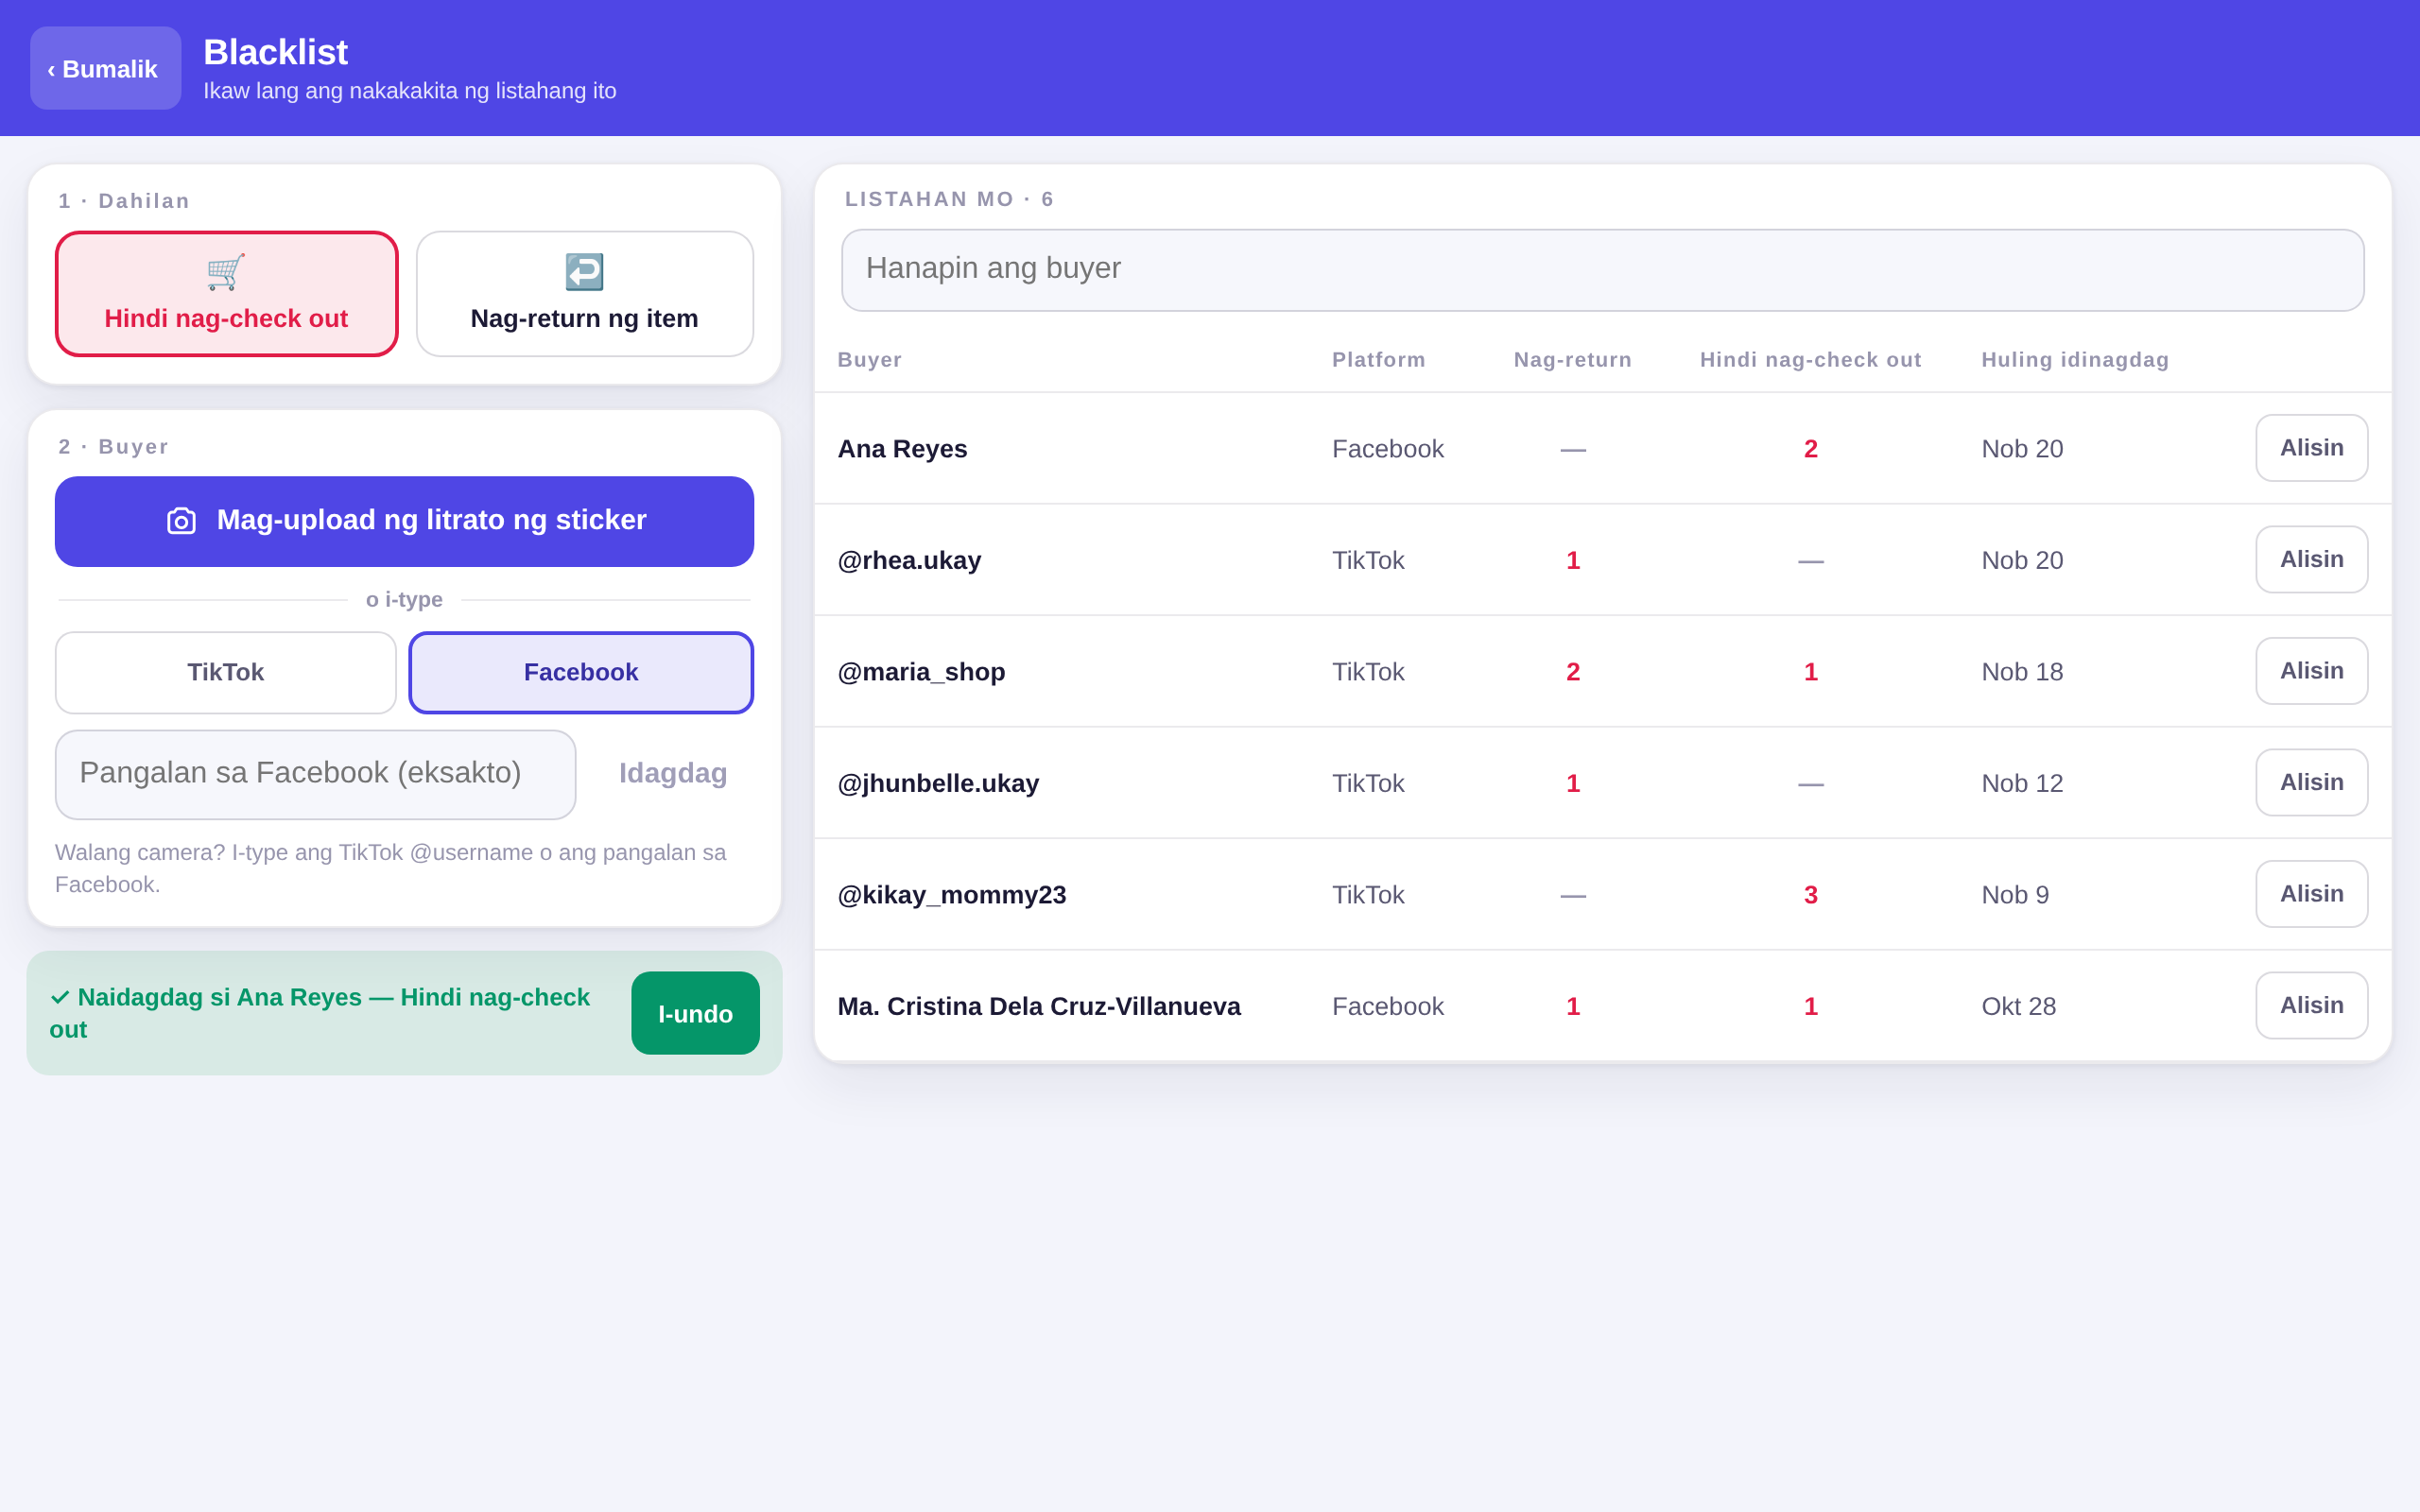 ‹ Bumalik
Blacklist
Ikaw lang ang nakakakita ng listahang ito
1 · Dahilan
Hindi nag-check out
Nag-return ng item
2 · Buyer
Mag-upload ng litrato ng sticker
o i-type
TikTok
Facebook
Pangalan sa Facebook (eksakto)
Idagdag
Walang camera? I-type ang TikTok @username o ang pangalan sa
Facebook.
✓ Naidagdag si Ana Reyes — Hindi nag-check
out
I-undo
LISTAHAN MO · 6
Hanapin ang buyer
Buyer Platform Nag-return Hindi nag-check out Huling idinagdag
Ana Reyes Facebook — 2 Nob 20 Alisin
@rhea.ukay TikTok 1 — Nob 20 Alisin
@maria_shop TikTok 2 1 Nob 18 Alisin
@jhunbelle.ukay TikTok 1 — Nob 12 Alisin
@kikay_mommy23 TikTok — 3 Nob 9 Alisin
Ma. Cristina Dela Cruz-Villanueva Facebook 1 1 Okt 28 Alisin